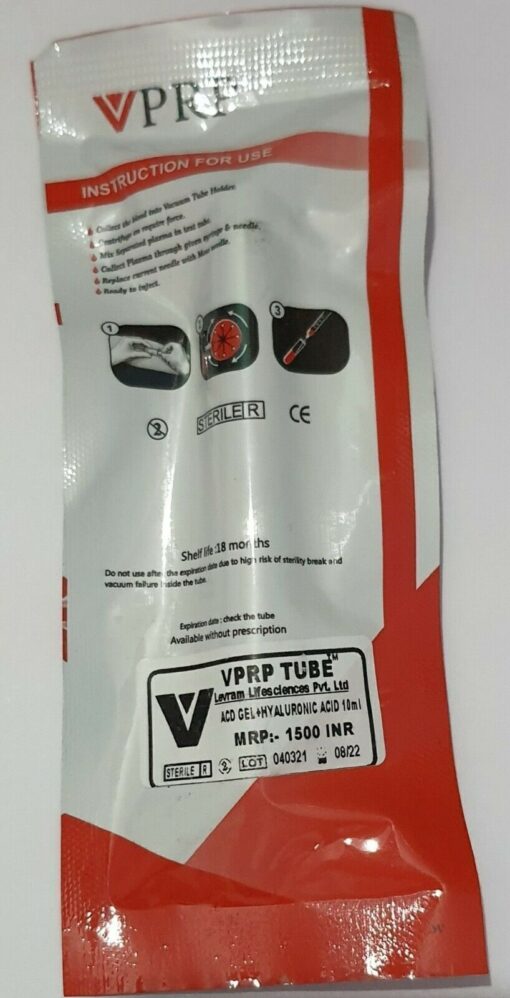 VPRP
INSTRUCTION FOR USE
Collect the blood into Vacuum Tube Holder.
Centrifuge as require force.
Mix Separated plasma in test tube.
Collect Plasma through given syringe & needle.
Replace current needle with New needle.
Ready to inject.
1
3
2
STERILE R
CE
Shelf life :18 months
Do not use after the expiration date due to high risk of sterility break and
vacuum failure inside the tube.
Expiration date ; check the tube
Available without prescription
VPRP TUBE™
Levram Lifesciences Pvt. Ltd
ACD GEL+HYALURONIC ACID 10ml
MRP:- 1500 INR
STERILE R 2 LOT 040321 08/22